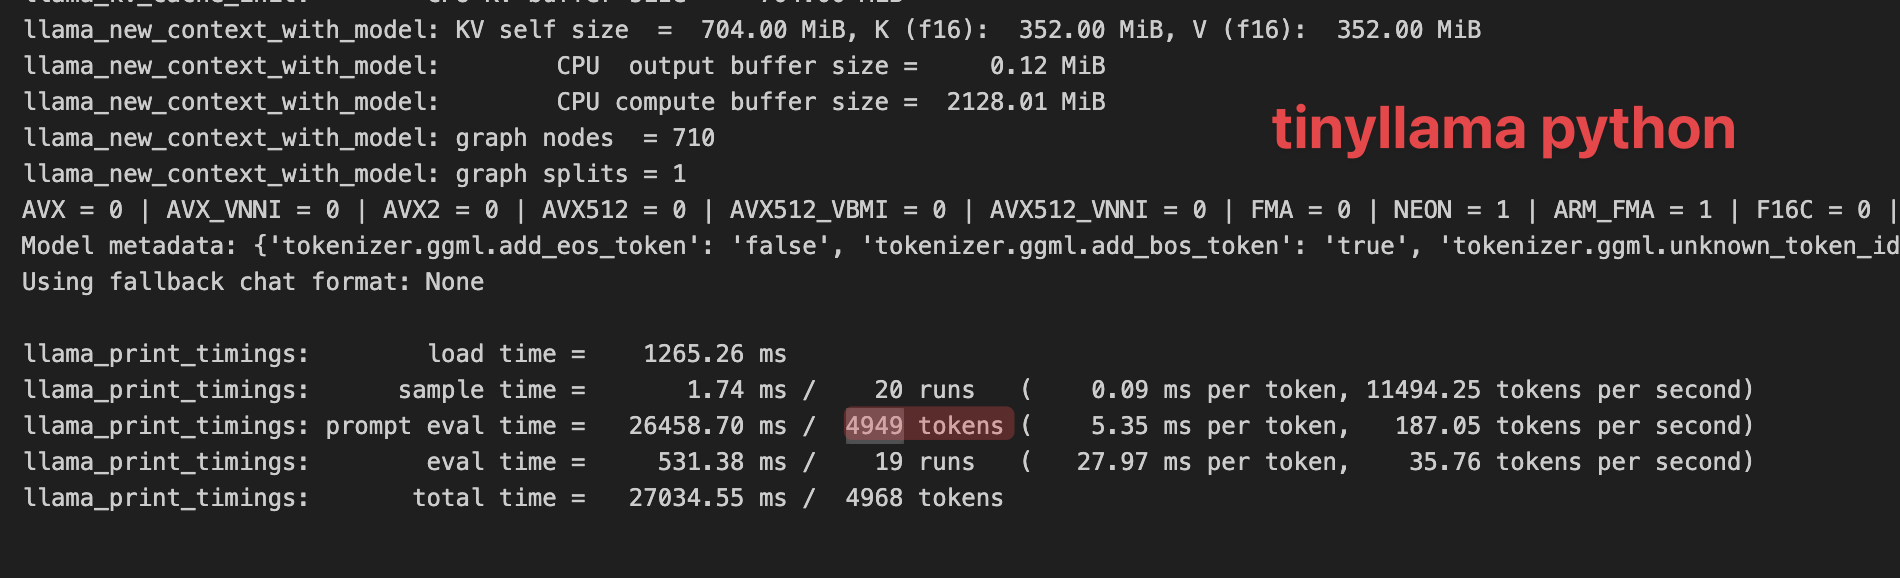 llama_new_context_with_model: KV self size  =  704.00 MiB, K (f16):  352.00 MiB, V (f16):  352.00 MiB
llama_new_context_with_model:        CPU  output buffer size =     0.12 MiB
llama_new_context_with_model:        CPU compute buffer size =  2128.01 MiB
tinyllama python
llama_new_context_with_model: graph nodes  = 710
llama_new_context_with_model: graph splits = 1
AVX = 0 | AVX_VNNI = 0 | AVX2 = 0 | AVX512 = 0 | AVX512_VBMI = 0 | AVX512_VNNI = 0 | FMA = 0 | NEON = 1 | ARM_FMA = 1 | F16C = 0 |
Model metadata: {'tokenizer.ggml.add_eos_token': 'false', 'tokenizer.ggml.add_bos_token': 'true', 'tokenizer.ggml.unknown_token_id
Using fallback chat format: None
llama_print_timings:        load time =    1265.26 ms
llama_print_timings:      sample time =       1.74 ms /    20 runs   (    0.09 ms per token, 11494.25 tokens per second)
llama_print_timings: prompt eval time =   26458.70 ms /  4949 tokens (    5.35 ms per token,   187.05 tokens per second)
llama_print_timings:        eval time =     531.38 ms /    19 runs   (   27.97 ms per token,    35.76 tokens per second)
llama_print_timings:       total time =   27034.55 ms /  4968 tokens